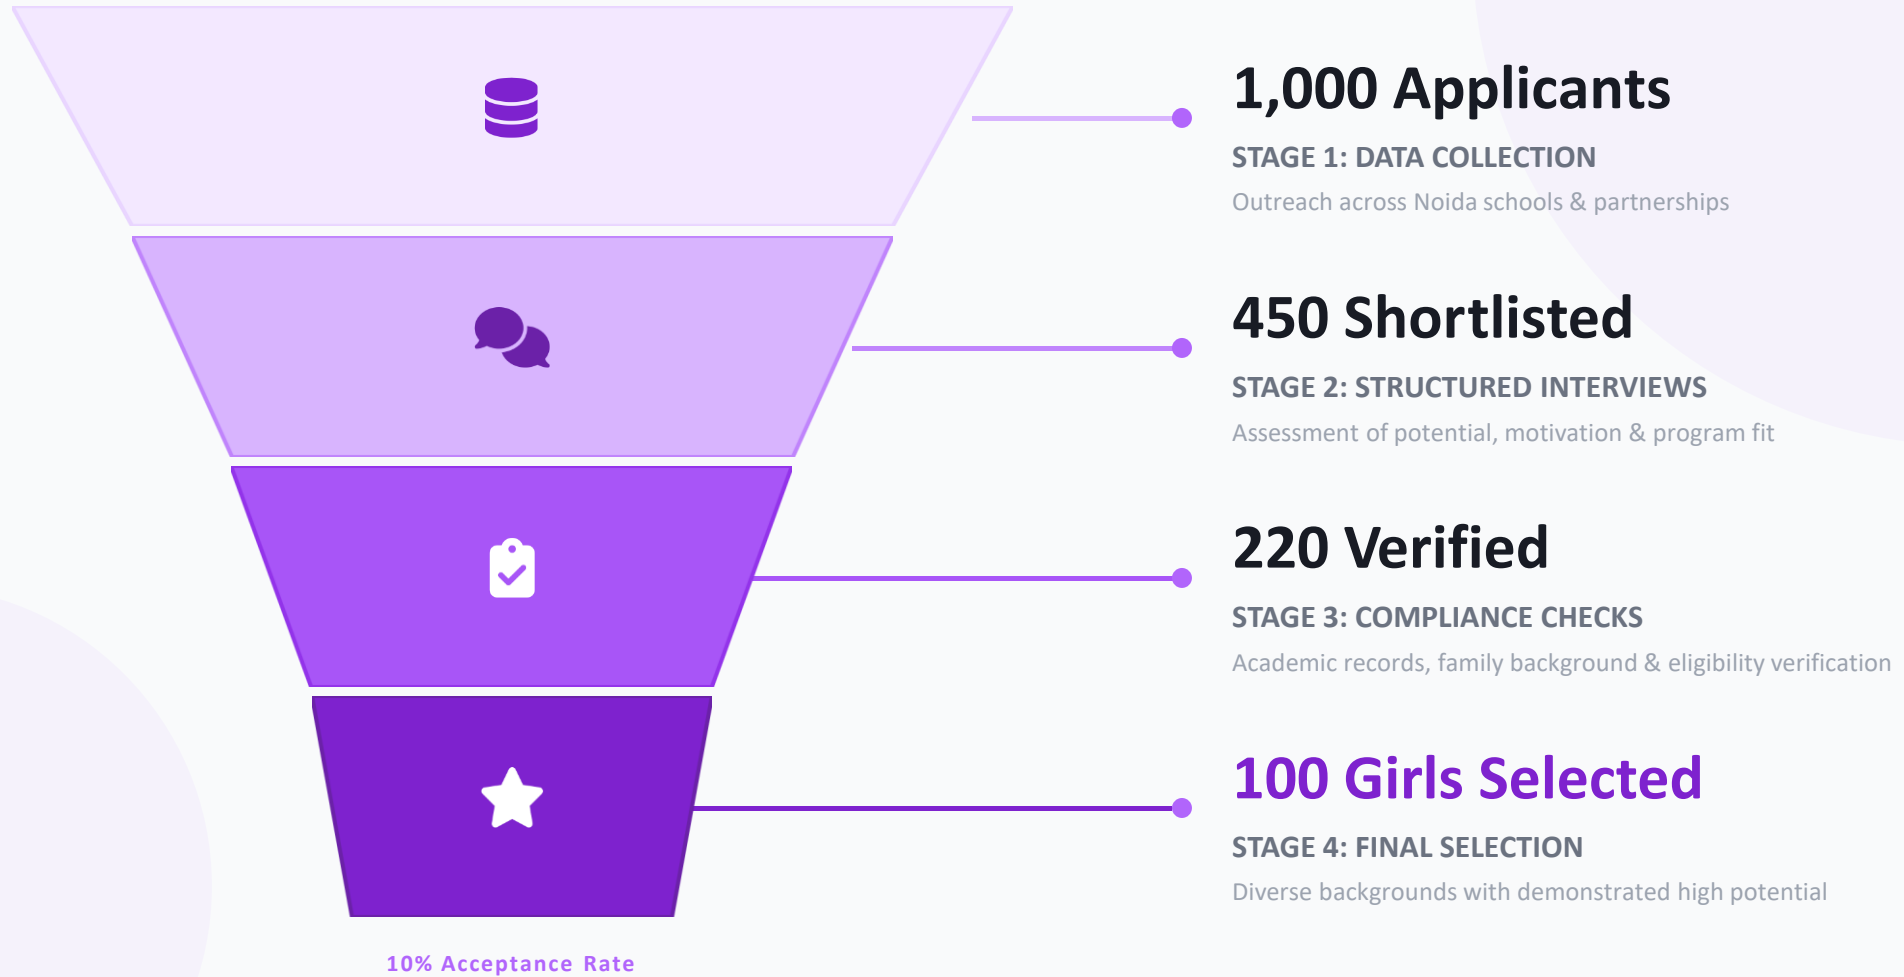 1,000 Applicants
STAGE 1: DATA COLLECTION
Outreach across Noida schools & partnerships
450 Shortlisted
STAGE 2: STRUCTURED INTERVIEWS
Assessment of potential, motivation & program fit
220 Verified
STAGE 3: COMPLIANCE CHECKS
Academic records, family background & eligibility verification
100 Girls Selected
STAGE 4: FINAL SELECTION
Diverse backgrounds with demonstrated high potential
10% Acceptance Rate